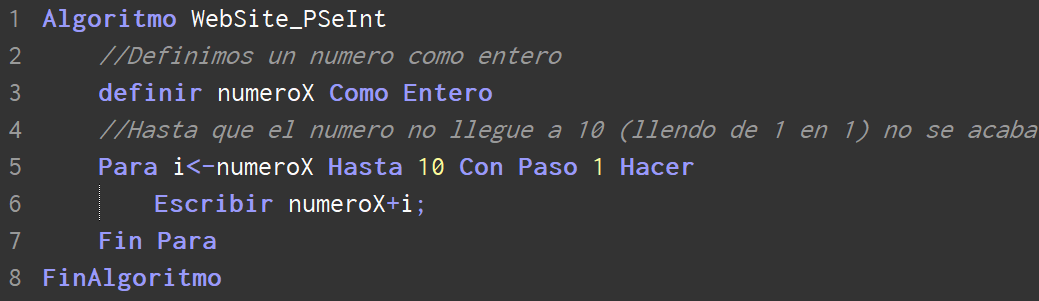 1 Algoritmo WebSite_PSeInt
2 //Definimos un numero como entero
3 definir numeroX Como Entero
4 //Hasta que el numero no llegue a 10 (llendo de 1 en 1) no se acaba
5 Para i<-numeroX Hasta 10 Con Paso 1 Hacer
6 Escribir numeroX+i;
7 Fin Para
8 FinAlgoritmo